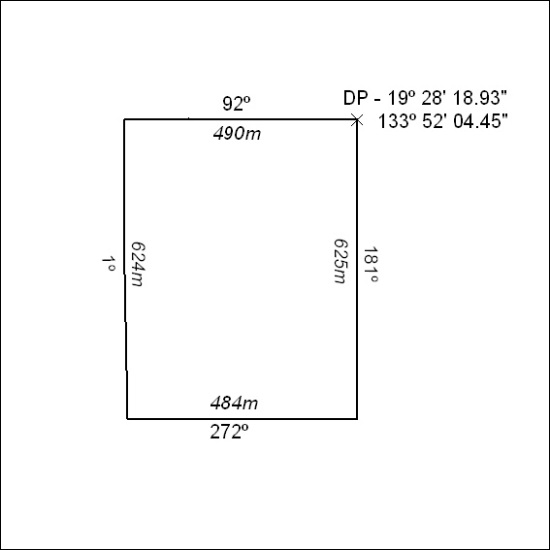 92º
DP - 19º 28' 18.93"
133º 52' 04.45"
490m
1º
624m
625m
181º
484m
272º